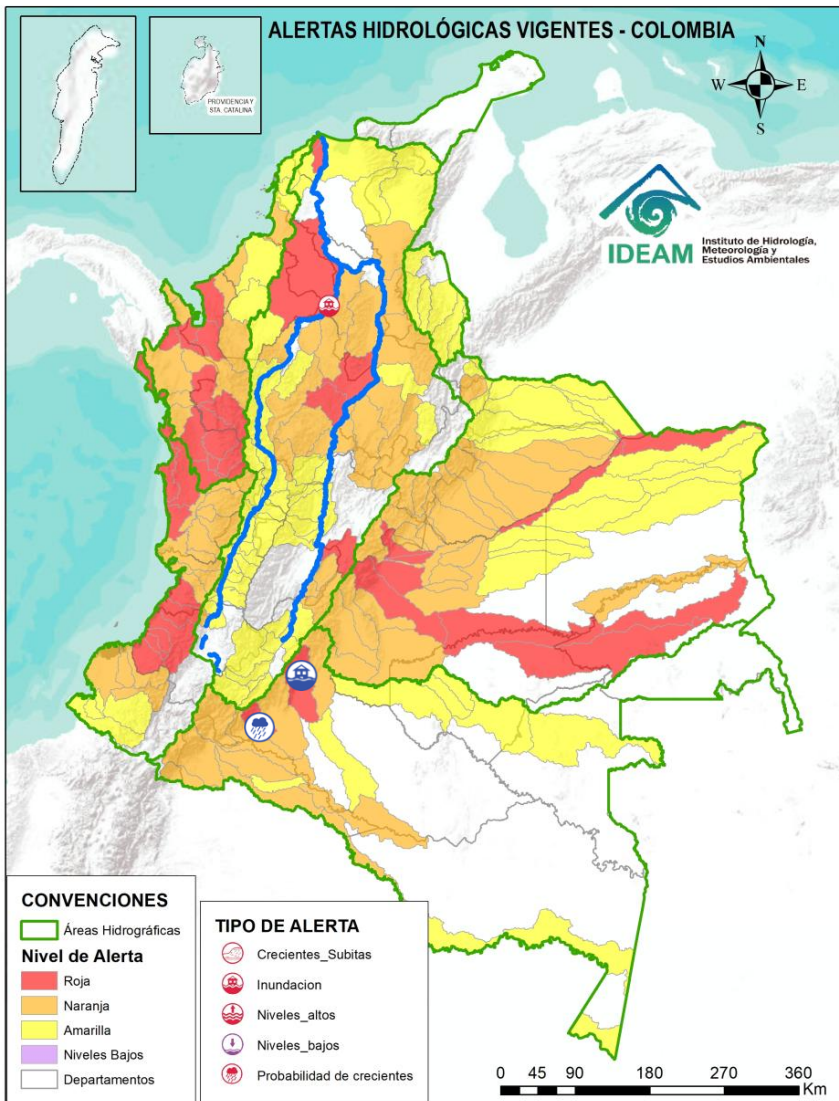 ALERTAS HIDROLÓGICAS VIGENTES - COLOMBIA
PROVIDENCIA Y
STA. CATALINA
N
W
E
S
IDEAM
Instituto de Hidrología,
Meteorología y
Estudios Ambientales
CONVENCIONES
Áreas Hidrográficas
Nivel de Alerta
Roja
Naranja
Amarilla
Niveles Bajos
Departamentos
TIPO DE ALERTA
Crecientes_Subitas
Inundacion
Niveles_altos
Niveles_bajos
Probabilidad de crecientes
0 45 90 180 270 360
Km